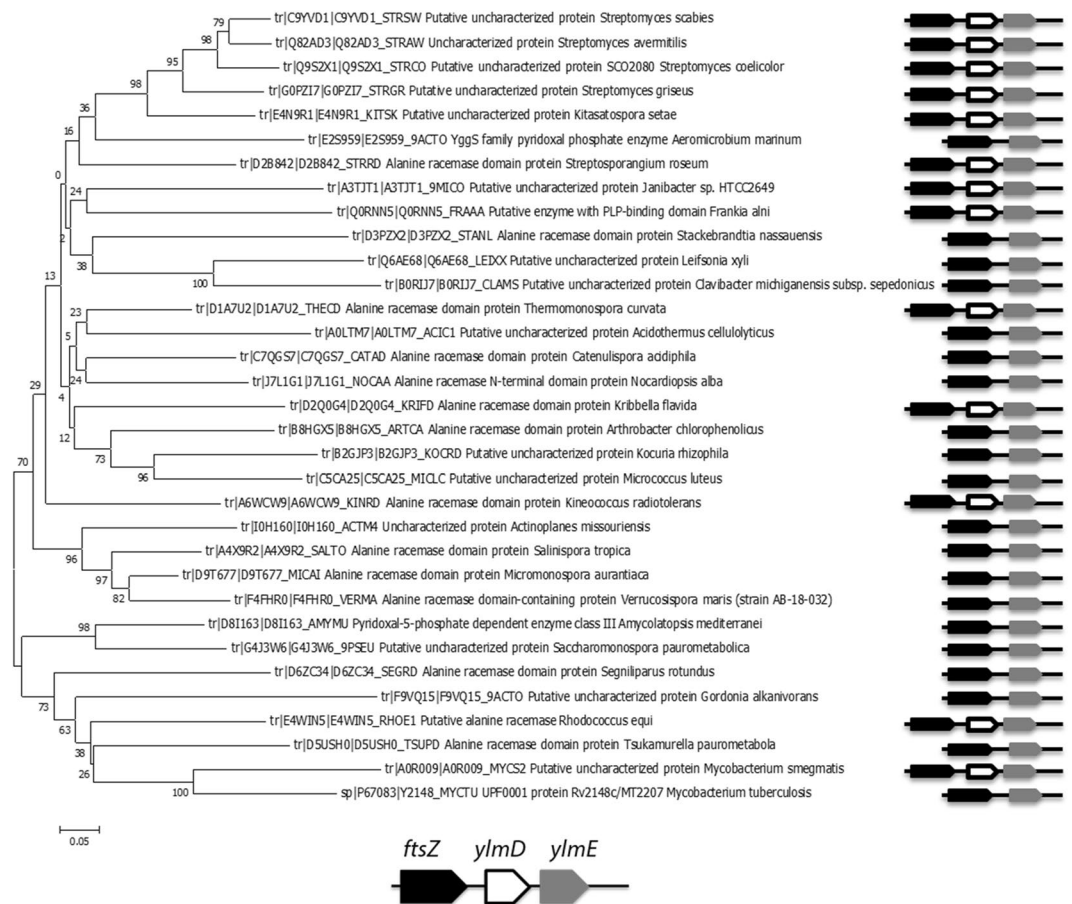 79 tr|C9YVD1|C9YVD1_STRSW Putative uncharacterized protein Streptomyces scabies
98 tr|Q82AD3|Q82AD3_STRAW Uncharacterized protein Streptomyces avermitilis
95 tr|Q9S2X1|Q9S2X1_STRCO Putative uncharacterized protein SCO2080 Streptomyces coelicolor
98 tr|G0PZI7|G0PZI7_STRGR Putative uncharacterized protein Streptomyces griseus
36 tr|E4N9R1|E4N9R1_KITSK Putative uncharacterized protein Kitasatospora setae
16 tr|E2S959|E2S959_9ACTO YggS family pyridoxal phosphate enzyme Aeromicrobium marinum
tr|D2B842|D2B842_STRRD Alanine racemase domain protein Streptosporangium roseum
0 24 tr|A3TJT1|A3TJT1_9MICO Putative uncharacterized protein Janibacter sp. HTCC2649
tr|Q0RNN5|Q0RNN5_FRAAA Putative enzyme with PLP-binding domain Frankia alni
2 tr|D3PZX2|D3PZX2_STANL Alanine racemase domain protein Stackebrandtia nassauensis
38 tr|Q6AE68|Q6AE68_LEIXX Putative uncharacterized protein Leifsonia xyli
13 100 tr|B0RIJ7|B0RIJ7_CLAMS Putative uncharacterized protein Clavibacter michiganensis subsp. sepedonicus
23 tr|D1A7U2|D1A7U2_THECD Alanine racemase domain protein Thermomonospora curvata
5 tr|A0LTM7|A0LTM7_ACIC1 Putative uncharacterized protein Acidothermus cellulolyticus
tr|C7QGS7|C7QGS7_CATAD Alanine racemase domain protein Catenulispora acidiphila
29 24 tr|J7L1G1|J7L1G1_NOCAA Alanine racemase N-terminal domain protein Nocardiopsis alba
4 tr|D2Q0G4|D2Q0G4_KRIFD Alanine racemase domain protein Kribbella flavida
12 tr|B8HGX5|B8HGX5_ARTCA Alanine racemase domain protein Arthrobacter chlorophenolicus
70 73 tr|B2GJP3|B2GJP3_KOCRD Putative uncharacterized protein Kocuria rhizophila
96 tr|C5CA25|C5CA25_MICLC Putative uncharacterized protein Micrococcus luteus
tr|A6WCW9|A6WCW9_KINRD Alanine racemase domain protein Kineococcus radiotolerans
tr|I0H160|I0H160_ACTM4 Uncharacterized protein Actinoplanes missouriensis
96 tr|A4X9R2|A4X9R2_SALTO Alanine racemase domain protein Salinispora tropica
97 tr|D9T677|D9T677_MICAI Alanine racemase domain protein Micromonospora aurantiaca
82 tr|F4FHR0|F4FHR0_VERMA Alanine racemase domain-containing protein Verrucosispora maris (strain AB-18-032)
98 tr|D8I163|D8I163_AMYMU Pyridoxal-5-phosphate dependent enzyme class III Amycolatopsis mediterranei
tr|G4J3W6|G4J3W6_9PSEU Putative uncharacterized protein Saccharomonospora paurometabolica
tr|D6ZC34|D6ZC34_SEGRD Alanine racemase domain protein Segniliparus rotundus
73 tr|F9VQ15|F9VQ15_9ACTO Putative uncharacterized protein Gordonia alkanivorans
63 tr|E4WIN5|E4WIN5_RHOE1 Putative alanine racemase Rhodococcus equi
38 tr|D5USH0|D5USH0_TSUPD Alanine racemase domain protein Tsukamurella paurometabola
26 tr|A0R009|A0R009_MYCS2 Putative uncharacterized protein Mycobacterium smegmatis
100 sp|P67083|Y2148_MYCTU UPF0001 protein Rv2148c/MT2207 Mycobacterium tuberculosis
0.05
ftsZ ylmD ylmE